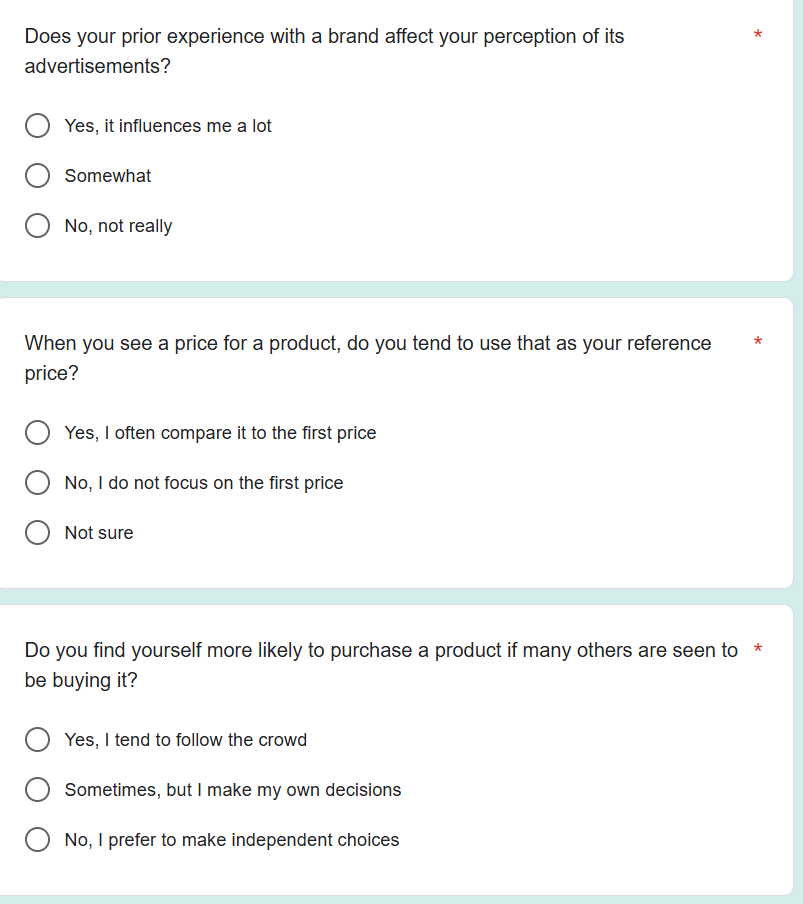 Does your prior experience with a brand affect your perception of its *
advertisements?
Yes, it influences me a lot
Somewhat
No, not really
When you see a price for a product, do you tend to use that as your reference *
price?
Yes, I often compare it to the first price
No, I do not focus on the first price
Not sure
Do you find yourself more likely to purchase a product if many others are seen to *
be buying it?
Yes, I tend to follow the crowd
Sometimes, but I make my own decisions
No, I prefer to make independent choices